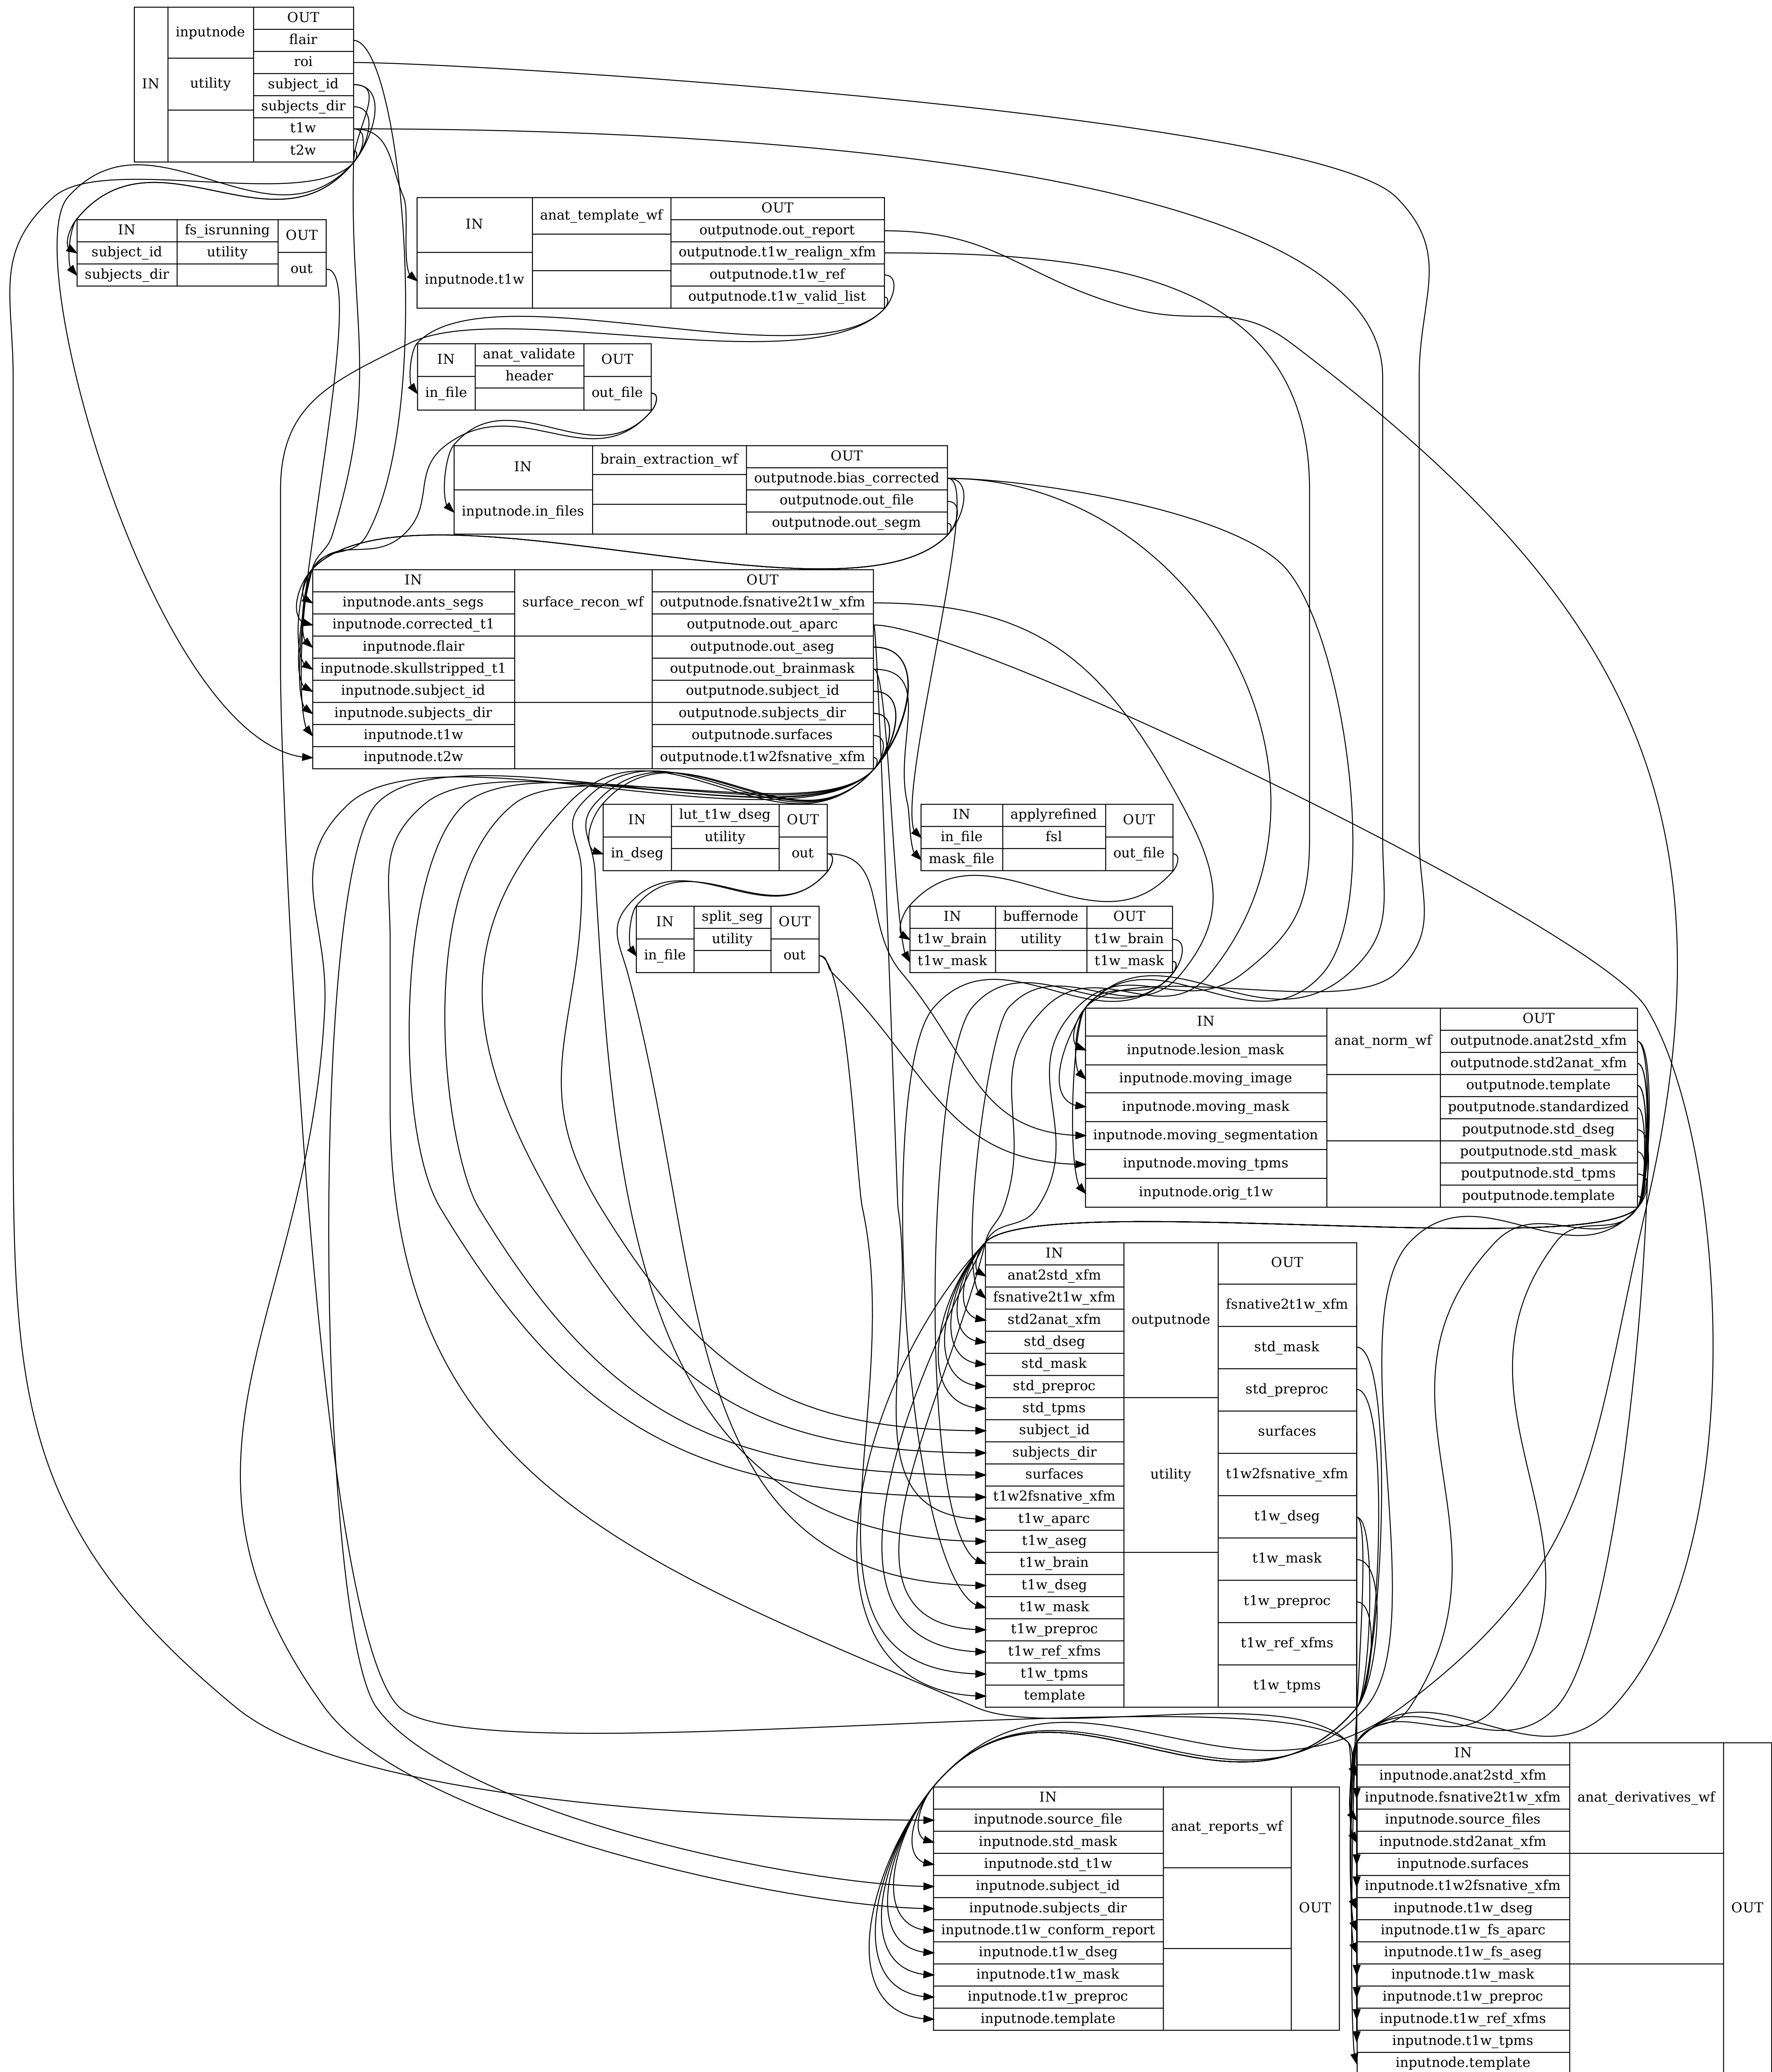 IN
inputnode
utility
OUT
flair
roi
subject_id
subjects_dir
t1w
t2w
IN
subject_id
subjects_dir
fs_isrunning
utility
OUT
out
IN
inputnode.t1w
anat_template_wf
OUT
outputnode.out_report
outputnode.t1w_realign_xfm
outputnode.t1w_ref
outputnode.t1w_valid_list
IN
in_file
anat_validate
header
OUT
out_file
IN
inputnode.in_files
brain_extraction_wf
OUT
outputnode.bias_corrected
outputnode.out_file
outputnode.out_segm
IN
inputnode.ants_segs
inputnode.corrected_t1
inputnode.flair
inputnode.skullstripped_t1
inputnode.subject_id
inputnode.subjects_dir
inputnode.t1w
inputnode.t2w
surface_recon_wf
OUT
outputnode.fsnative2t1w_xfm
outputnode.out_aparc
outputnode.out_aseg
outputnode.out_brainmask
outputnode.subject_id
outputnode.subjects_dir
outputnode.surfaces
outputnode.t1w2fsnative_xfm
IN
in_dseg
lut_t1w_dseg
utility
OUT
out
IN
in_file
mask_file
applyrefined
fsl
OUT
out_file
IN
in_file
split_seg
utility
OUT
out
IN
t1w_brain
t1w_mask
buffernode
utility
OUT
t1w_brain
t1w_mask
IN
inputnode.lesion_mask
inputnode.moving_image
inputnode.moving_mask
inputnode.moving_segmentation
inputnode.moving_tpms
inputnode.orig_t1w
anat_norm_wf
OUT
outputnode.anat2std_xfm
outputnode.std2anat_xfm
outputnode.template
poutputnode.standardized
poutputnode.std_dseg
poutputnode.std_mask
poutputnode.std_tpms
poutputnode.template
IN
anat2std_xfm
fsnative2t1w_xfm
std2anat_xfm
std_dseg
std_mask
std_preproc
std_tpms
subject_id
subjects_dir
surfaces
t1w2fsnative_xfm
t1w_aparc
t1w_aseg
t1w_brain
t1w_dseg
t1w_mask
t1w_preproc
t1w_ref_xfms
t1w_tpms
template
outputnode
utility
OUT
fsnative2t1w_xfm
std_mask
std_preproc
surfaces
t1w2fsnative_xfm
t1w_dseg
t1w_mask
t1w_preproc
t1w_ref_xfms
t1w_tpms
IN
inputnode.source_file
inputnode.std_mask
inputnode.std_t1w
inputnode.subject_id
inputnode.subjects_dir
inputnode.t1w_conform_report
inputnode.t1w_dseg
inputnode.t1w_mask
inputnode.t1w_preproc
inputnode.template
anat_reports_wf
OUT
IN
inputnode.anat2std_xfm
inputnode.fsnative2t1w_xfm
inputnode.source_files
inputnode.std2anat_xfm
inputnode.surfaces
inputnode.t1w2fsnative_xfm
inputnode.t1w_dseg
inputnode.t1w_fs_aparc
inputnode.t1w_fs_aseg
inputnode.t1w_mask
inputnode.t1w_preproc
inputnode.t1w_ref_xfms
inputnode.t1w_tpms
inputnode.template
anat_derivatives_wf
OUT